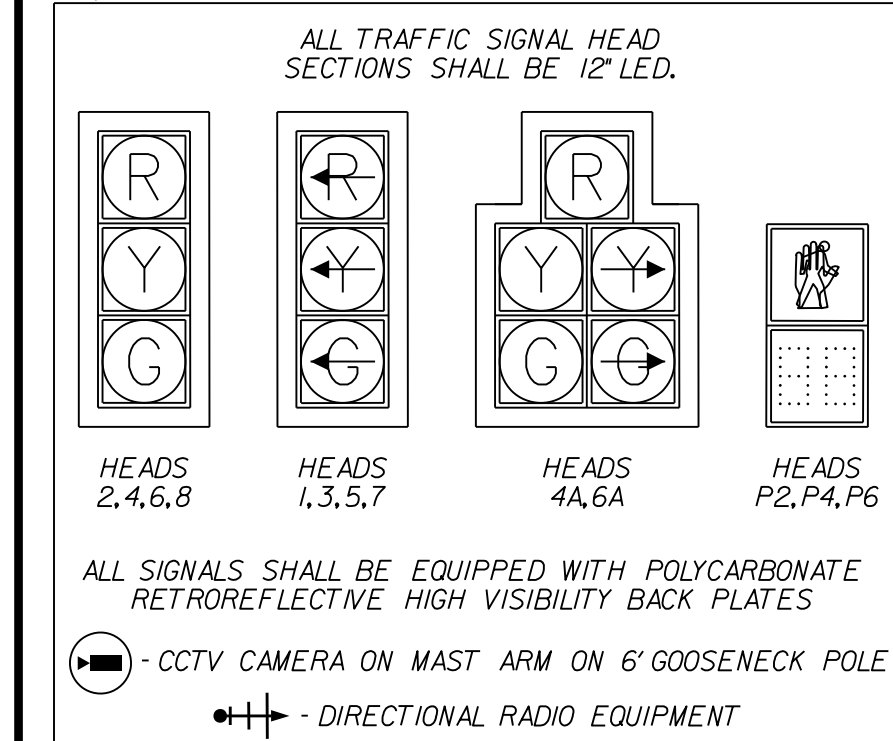 ALL TRAFFIC SIGNAL HEAD
SECTIONS SHALL BE 12" LED.
R
Y
G
R
Y
G
R
Y Y
G G
HEADS
2,4,6,8
HEADS
1,3,5,7
HEADS
4A,6A
HEADS
P2,P4,P6
ALL SIGNALS SHALL BE EQUIPPED WITH POLYCARBONATE
RETROREFLECTIVE HIGH VISIBILITY BACK PLATES
- CCTV CAMERA ON MAST ARM ON 6' GOOSENECK POLE
- DIRECTIONAL RADIO EQUIPMENT